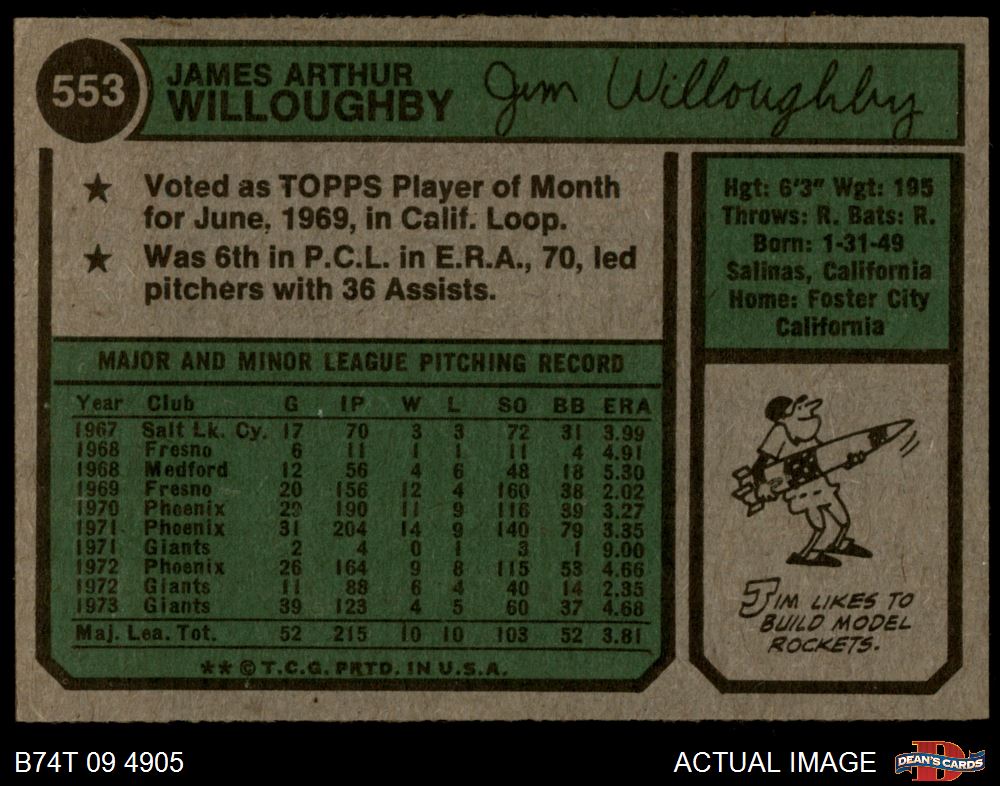 553
JAMES ARTHUR
WILLOUGHBY
Jim Willoughby
★ Voted as TOPPS Player of Month
for June, 1969, in Calif. Loop.
★ Was 6th in P.C.L. in E.R.A., 70, led
pitchers with 36 Assists.
Hgt: 6'3" Wgt: 195
Throws: R. Bats: R.
Born: 1-31-49
Salinas, California
Home: Foster City
California
MAJOR AND MINOR LEAGUE PITCHING RECORD
Year Club G IP W L SO BB ERA
1967 Salt Lk. Cy. 17 70 3 3 72 31 3.99
1968 Fresno 6 11 1 1 11 4 4.91
1968 Medford 12 56 4 6 48 18 5.30
1969 Fresno 20 156 12 4 160 38 2.02
1970 Phoenix 29 190 11 9 116 39 3.27
1971 Phoenix 31 204 14 9 140 79 3.35
1971 Giants 2 4 0 1 3 1 9.00
1972 Phoenix 26 164 9 8 115 53 4.66
1972 Giants 11 88 6 4 40 14 2.35
1973 Giants 39 123 4 5 60 37 4.68
Maj. Lea. Tot. 52 215 10 10 103 52 3.81
** © T.C.G. PRTD. IN U.S.A.
JIM LIKES TO
BUILD MODEL
ROCKETS.
B74T 09 4905
ACTUAL IMAGE
DEAN'S CARDS